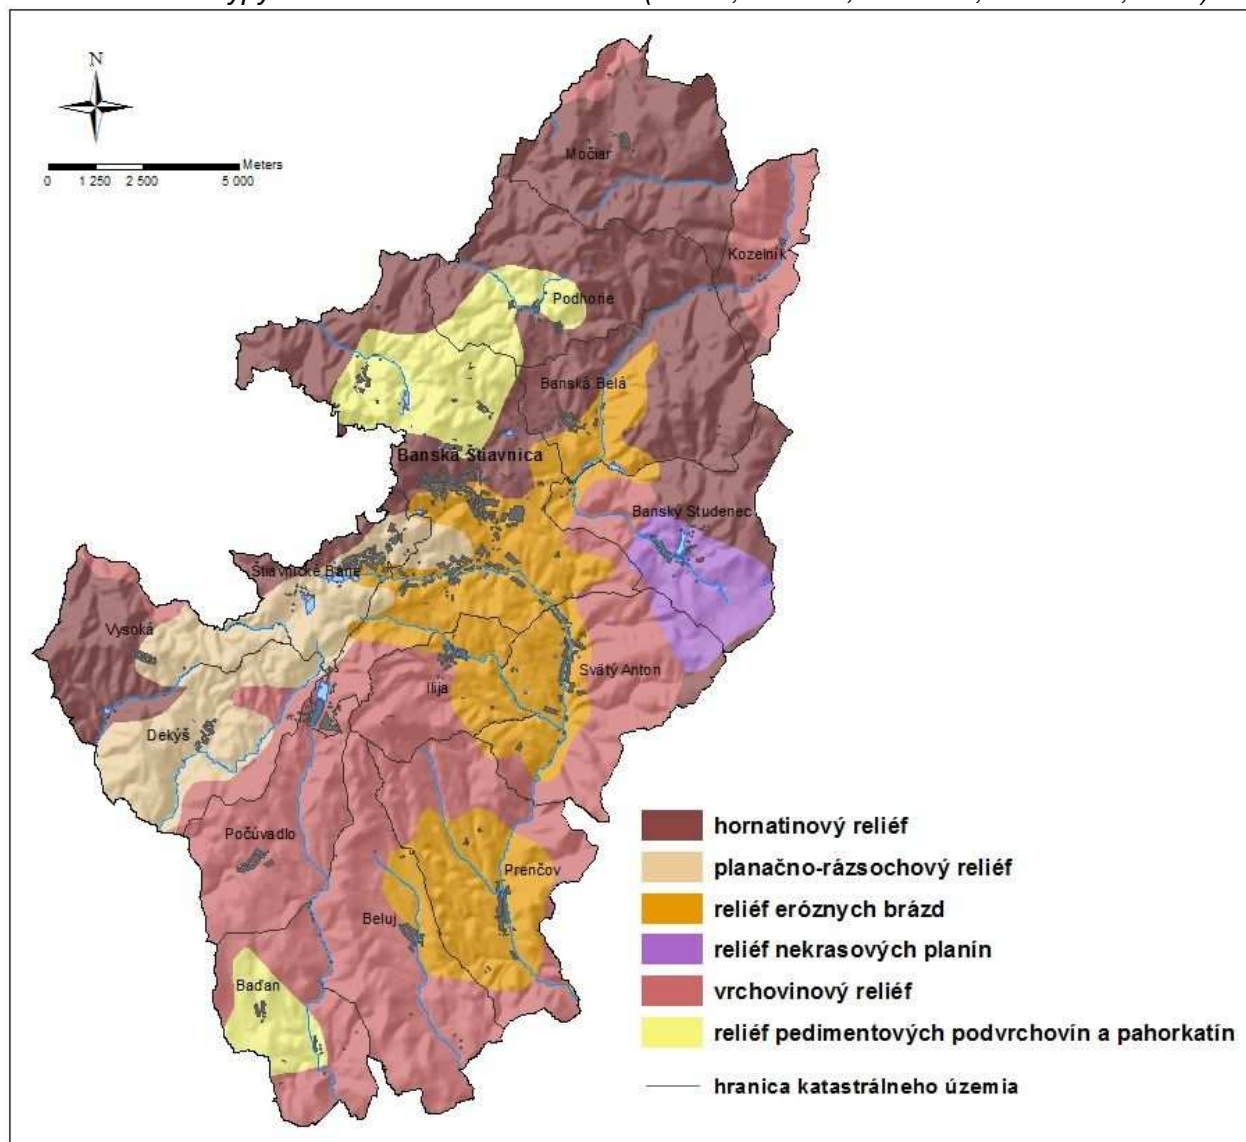 N
Meters
0 1 250 2 500 5 000
Močiar
Kozelník
Podhorie
Banská Belá
Banská Štiavnica
Banský Studenec
Štiavnické Bane
Vysoká
Svätý Anton
Ilija
Dekýš
Počúvadlo
Prenčov
Beluj
Baďan
hornatinový reliéf
planačno-rázsochový reliéf
reliéf eróznych brázd
reliéf nekrasových planín
vrchovinový reliéf
reliéf pedimentových podvrchovín a pahorkatín
hranica katastrálneho územia